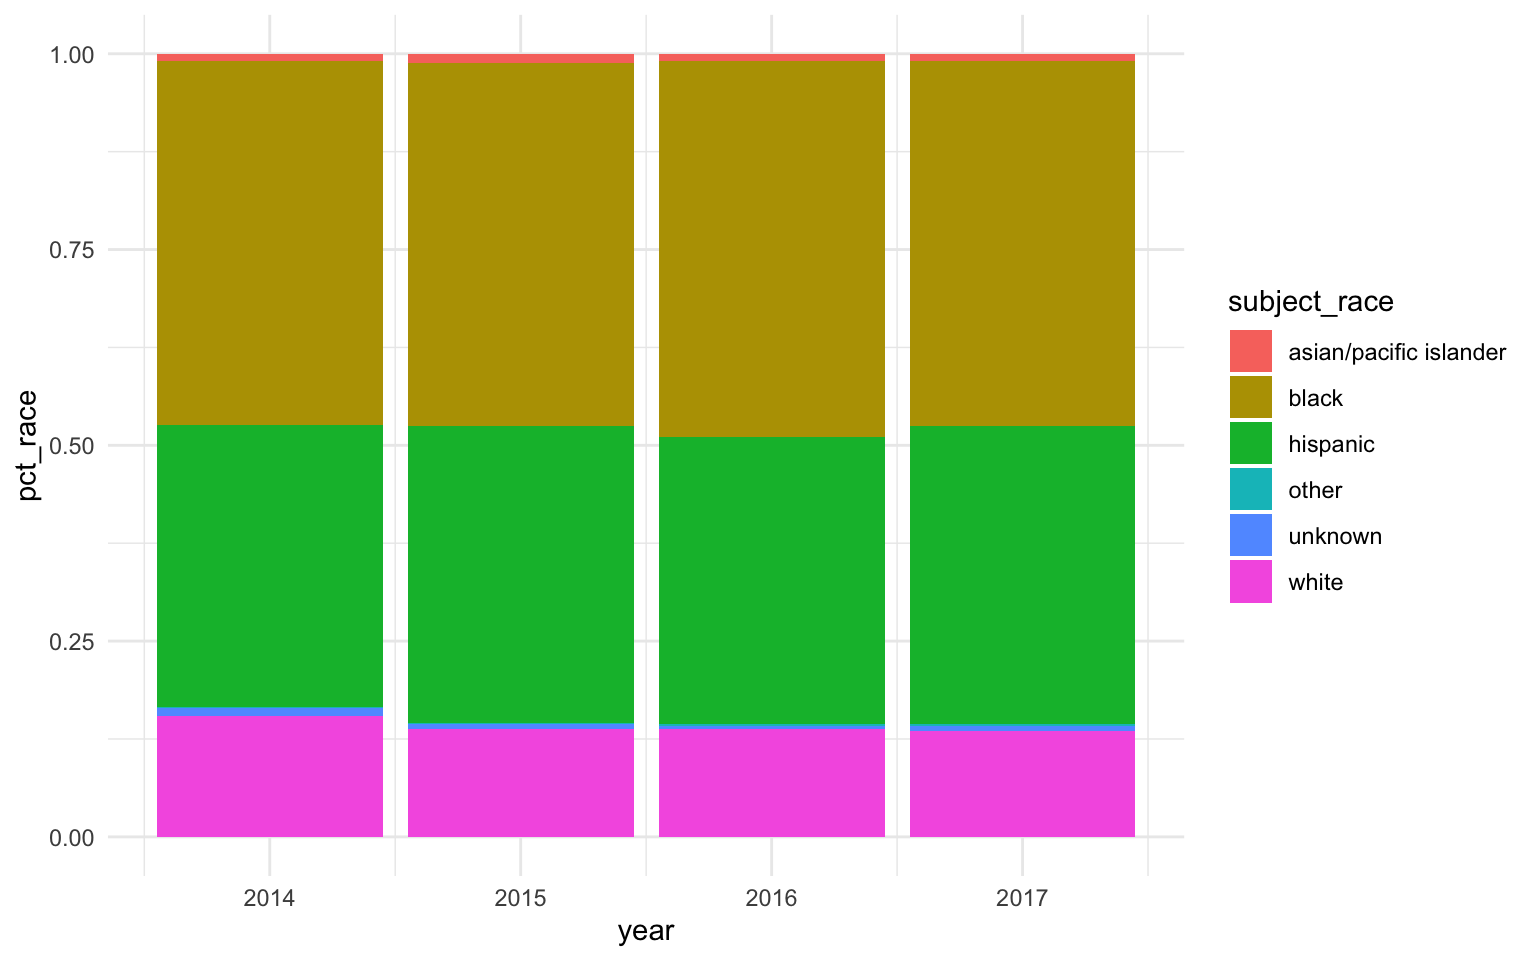 1.00
0.75
0.50
0.25
0.00
pct_race
2014 2015 2016 2017
year
subject_race
asian/pacific islander
black
hispanic
other
unknown
white